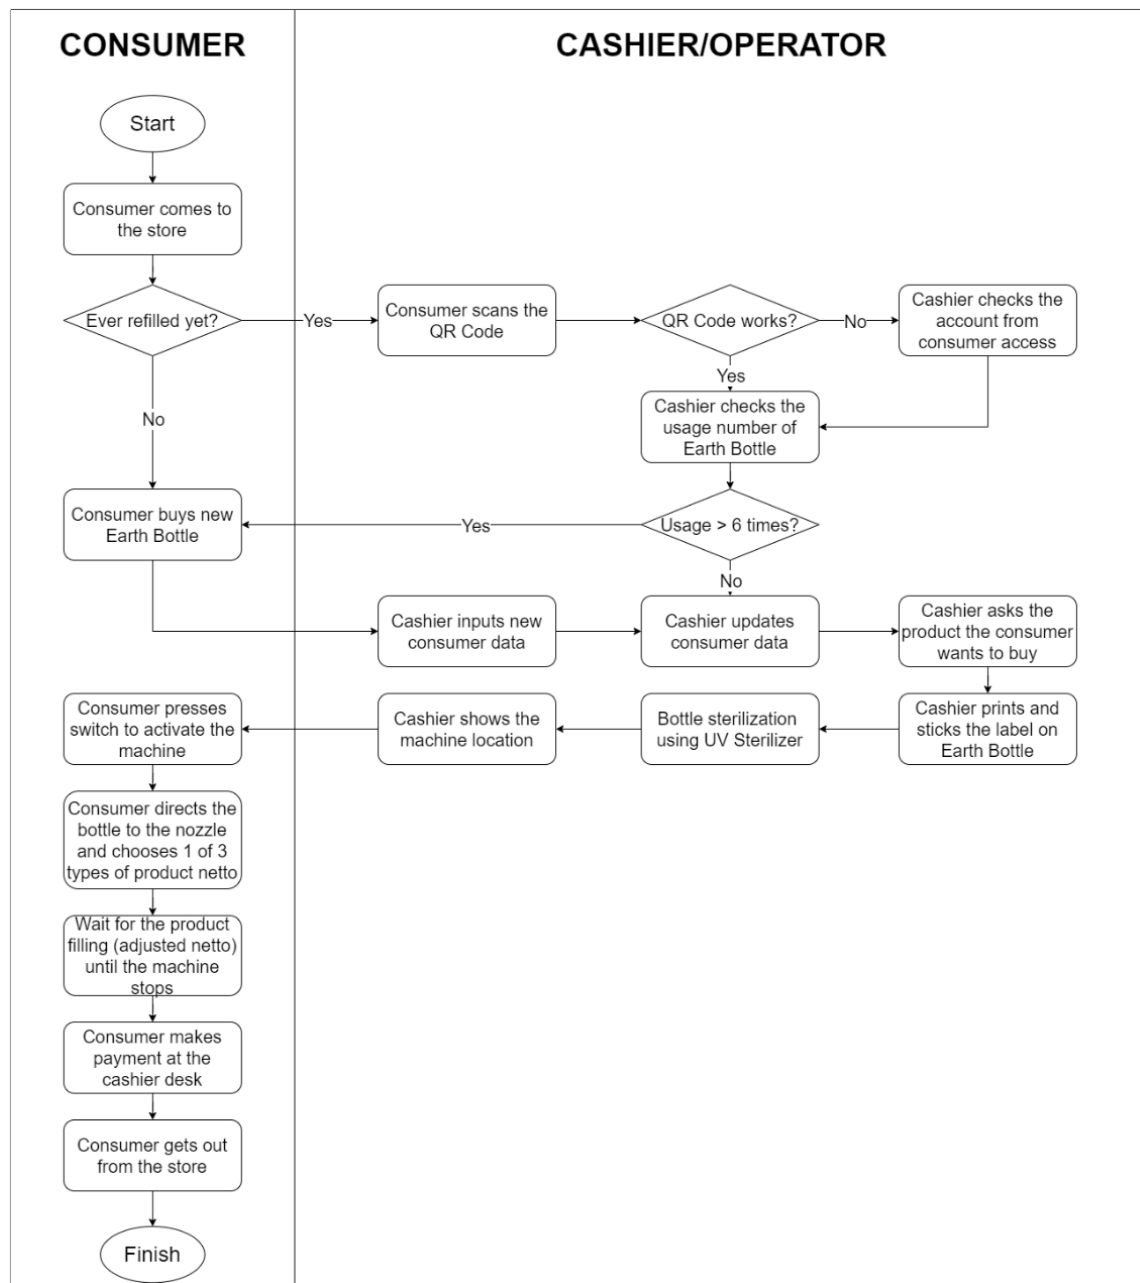 CONSUMER
CASHIER/OPERATOR
Start
Consumer comes to
the store
Ever refilled yet?
Yes
Consumer scans the
QR Code
QR Code works?
No
Cashier checks the
account from
consumer access
Yes
No
Cashier checks the
usage number of
Earth Bottle
Consumer buys new
Earth Bottle
Yes
Usage > 6 times?
No
Cashier inputs new
consumer data
Cashier updates
consumer data
Cashier asks the
product the consumer
wants to buy
Consumer presses
switch to activate the
machine
Cashier shows the
machine location
Bottle sterilization
using UV Sterilizer
Cashier prints and
sticks the label on
Earth Bottle
Consumer directs the
bottle to the nozzle
and chooses 1 of 3
types of product netto
Wait for the product
filling (adjusted netto)
until the machine
stops
Consumer makes
payment at the
cashier desk
Consumer gets out
from the store
Finish